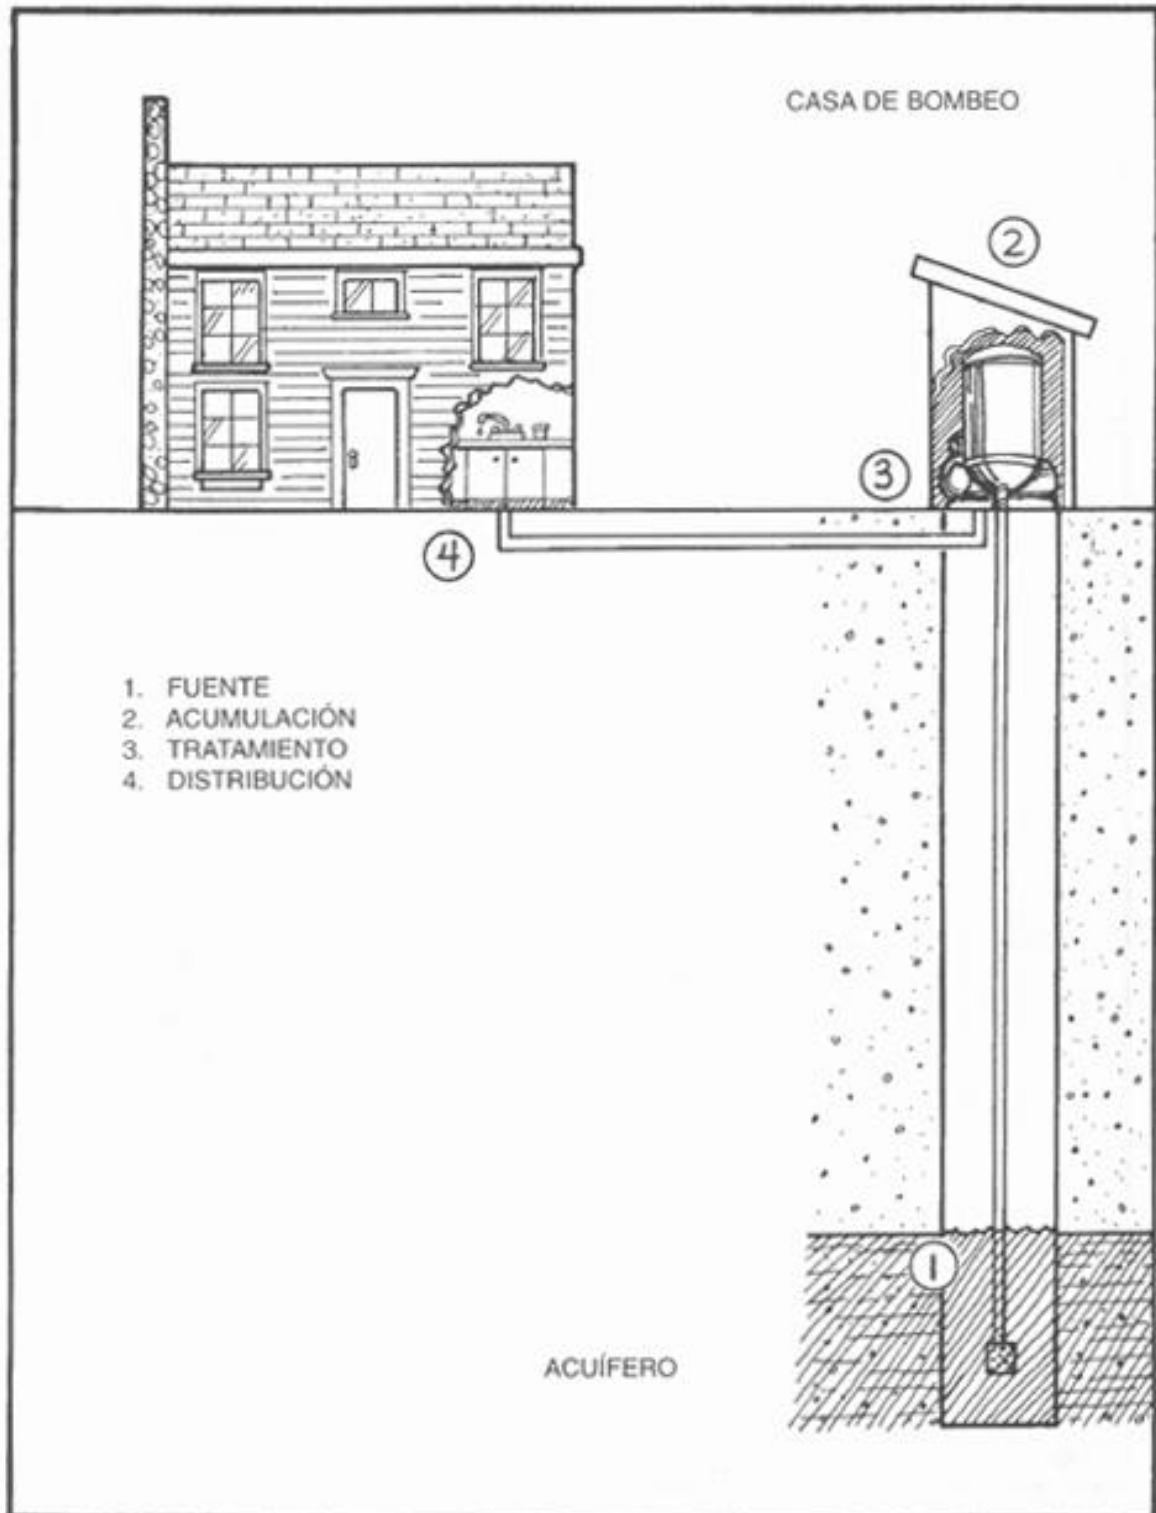 CASA DE BOMBEO
2
3
4
1. FUENTE
2. ACUMULACIÓN
3. TRATAMIENTO
4. DISTRIBUCIÓN
1
ACUÍFERO